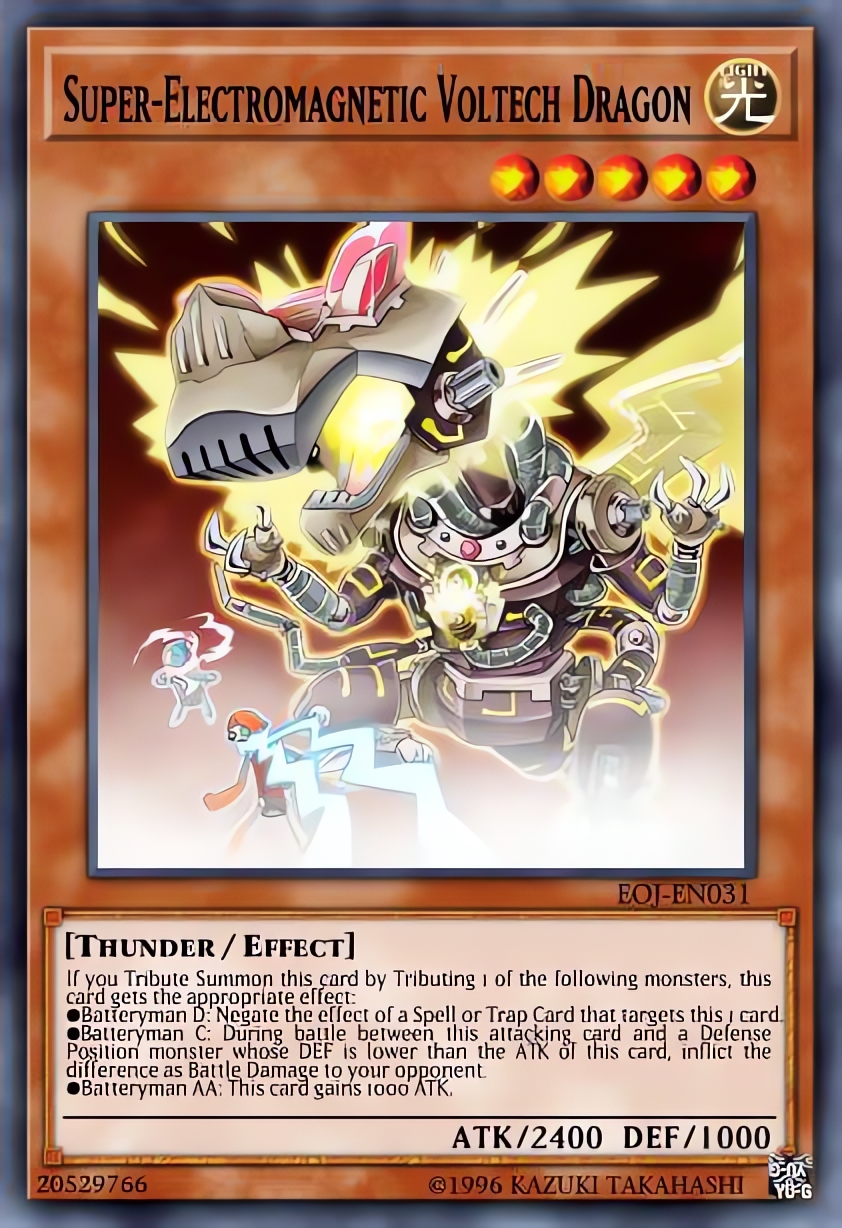 Super-Electromagnetic Voltech Dragon
光
EOJ-EN031
[Thunder / Effect]
If you Tribute Summon this card by Tributing 1 of the following monsters, this
card gets the appropriate effect:
●Batteryman D: Negate the effect of a Spell or Trap Card that targets this 1 card.
●Batteryman C: During battle between this attacking card and a Defense
Position monster whose DEF is lower than the ATK of this card, inflict the
difference as Battle Damage to your opponent.
●Batteryman AA: This card gains 1000 ATK.
ATK/2400 DEF/1000
20529766
©1996 KAZUKI TAKAHASHI